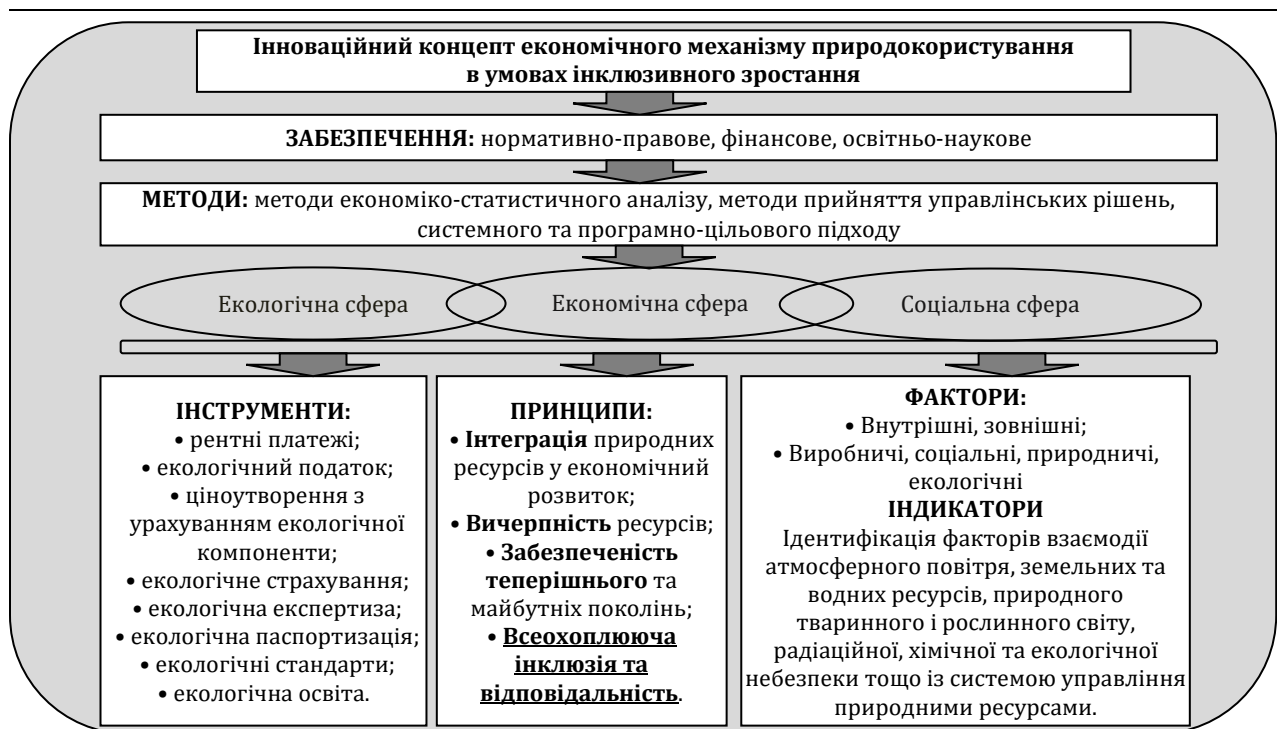 Інноваційний концепт економічного механізму природокористування
в умовах інклюзивного зростання
ЗАБЕЗПЕЧЕННЯ: нормативно-правове, фінансове, освітньо-наукове
МЕТОДИ: методи економіко-статистичного аналізу, методи прийняття управлінських рішень,
системного та програмно-цільового підходу
Екологічна сфера
Економічна сфера
Соціальна сфера
ІНСТРУМЕНТИ:
• рентні платежі;
• екологічний податок;
• ціноутворення з
урахуванням екологічної
компоненти;
• екологічне страхування;
• екологічна експертиза;
• екологічна паспортизація;
• екологічні стандарти;
• екологічна освіта.
ПРИНЦИПИ:
• Інтеграція природних
ресурсів у економічний
розвиток;
• Вичерпність ресурсів;
• Забезпеченість
теперішнього та
майбутніх поколінь;
• Всеохоплююча
інклюзія та
відповідальність.
ФАКТОРИ:
• Внутрішні, зовнішні;
• Виробничі, соціальні, природничі,
екологічні
ІНДИКАТОРИ
Ідентифікація факторів взаємодії
атмосферного повітря, земельних та
водних ресурсів, природного
тваринного і рослинного світу,
радіаційної, хімічної та екологічної
небезпеки тощо із системою управління
природними ресурсами.